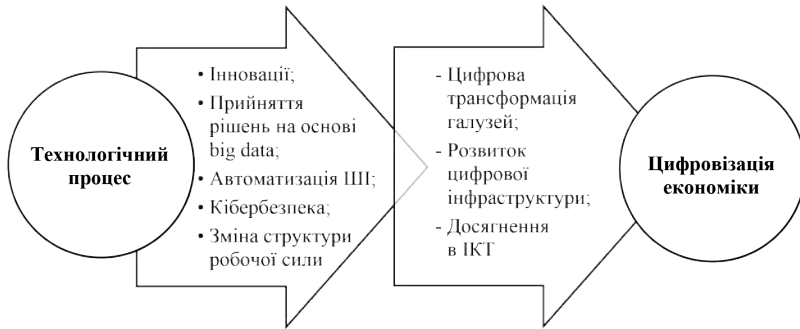 Технологічний
процес
• Інновації;
• Прийняття
рішень на основі
big data;
• Автоматизація ШІ;
• Кібербезпека;
• Зміна структури
робочої сили
- Цифрова
трансформація
галузей;
- Розвиток
цифрової
інфраструктури;
- Досягнення
в ІКТ
Цифровізація
економіки